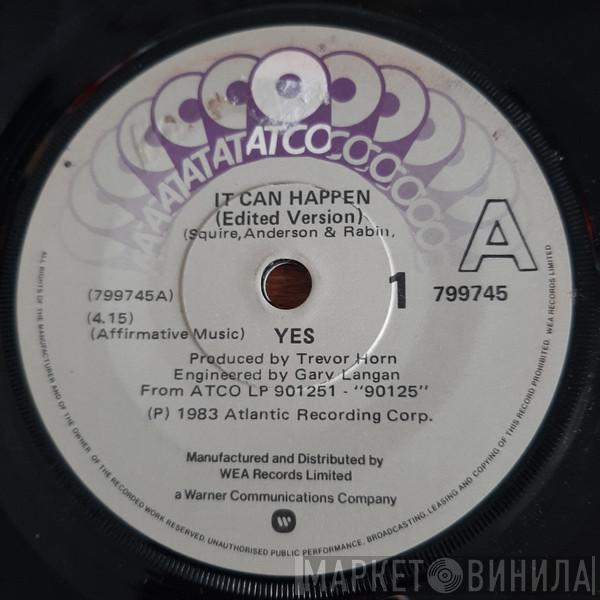 ATATATATCOCOCOCOCO
IT CAN HAPPEN
(Edited Version)
(Squire, Anderson & Rabin,
A
1
799745
(799745A)
(4.15)
(Affirmative Music)
YES
Produced by Trevor Horn
Engineered by Gary Langan
From ATCO LP 901251 - "90125"
(P) 1983 Atlantic Recording Corp.
Manufactured and Distributed by
WEA Records Limited
a Warner Communications Company
ALL RIGHTS OF THE MANUFACTURER AND OF THE OWNER OF THE RECORDED WORK RESERVED. UNAUTHORISED PUBLIC PERFORMANCE, BROADCASTING, LEASING AND COPYING OF THIS RECORD PROHIBITED. WEA RECORDS LIMITED
МАРКЕТ ВИНИЛА